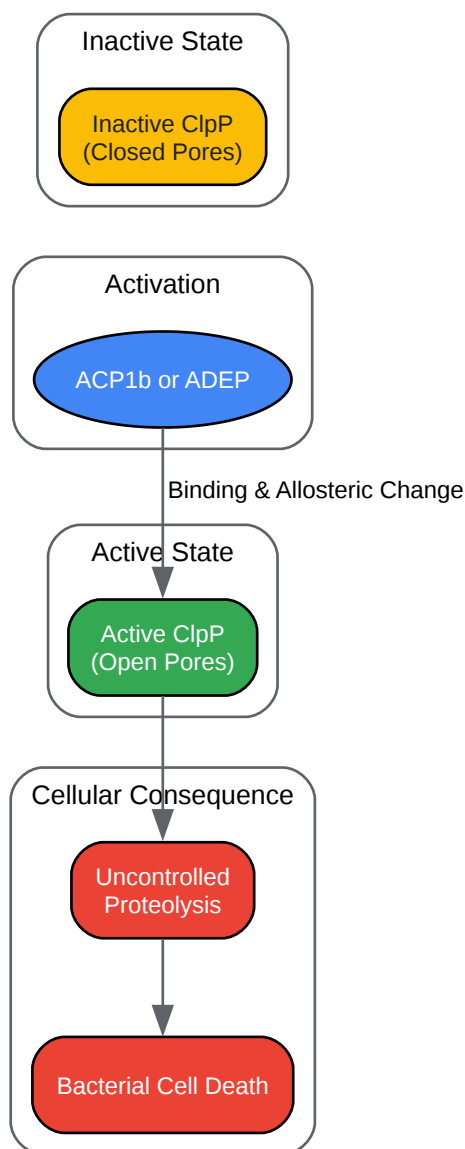 Inactive State
Inactive ClpP
(Closed Pores)
Activation
ACP1b or ADEP
Binding & Allosteric Change
Active State
Active ClpP
(Open Pores)
Cellular Consequence
Uncontrolled
Proteolysis
Bacterial Cell Death